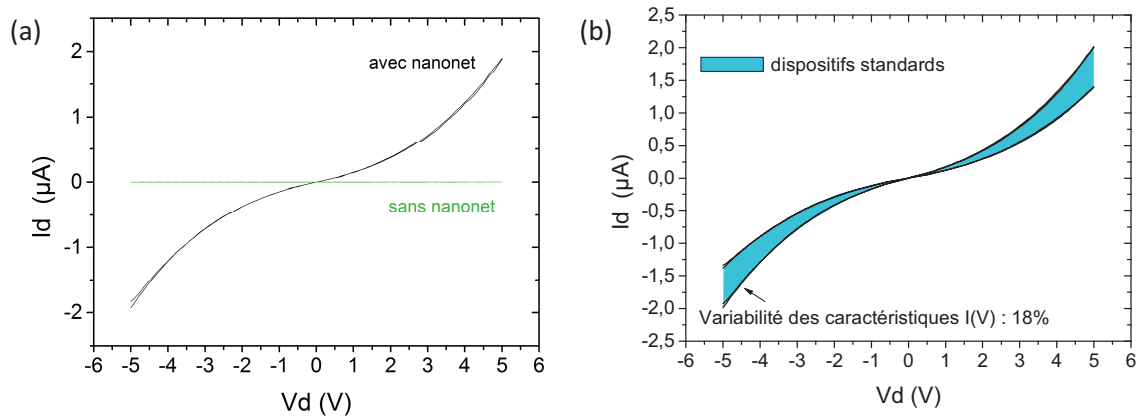 (a)
avec nanonet
sans nanonet
2
1
0
-1
-2
Id (µA)
-6 -5 -4 -3 -2 -1 0 1 2 3 4 5 6
Vd (V)
(b)
dispositifs standards
Variabilité des caractéristiques I(V) : 18%
2,5
2,0
1,5
1,0
0,5
0,0
-0,5
-1,0
-1,5
-2,0
-2,5
Id (µA)
-6 -5 -4 -3 -2 -1 0 1 2 3 4 5 6
Vd (V)